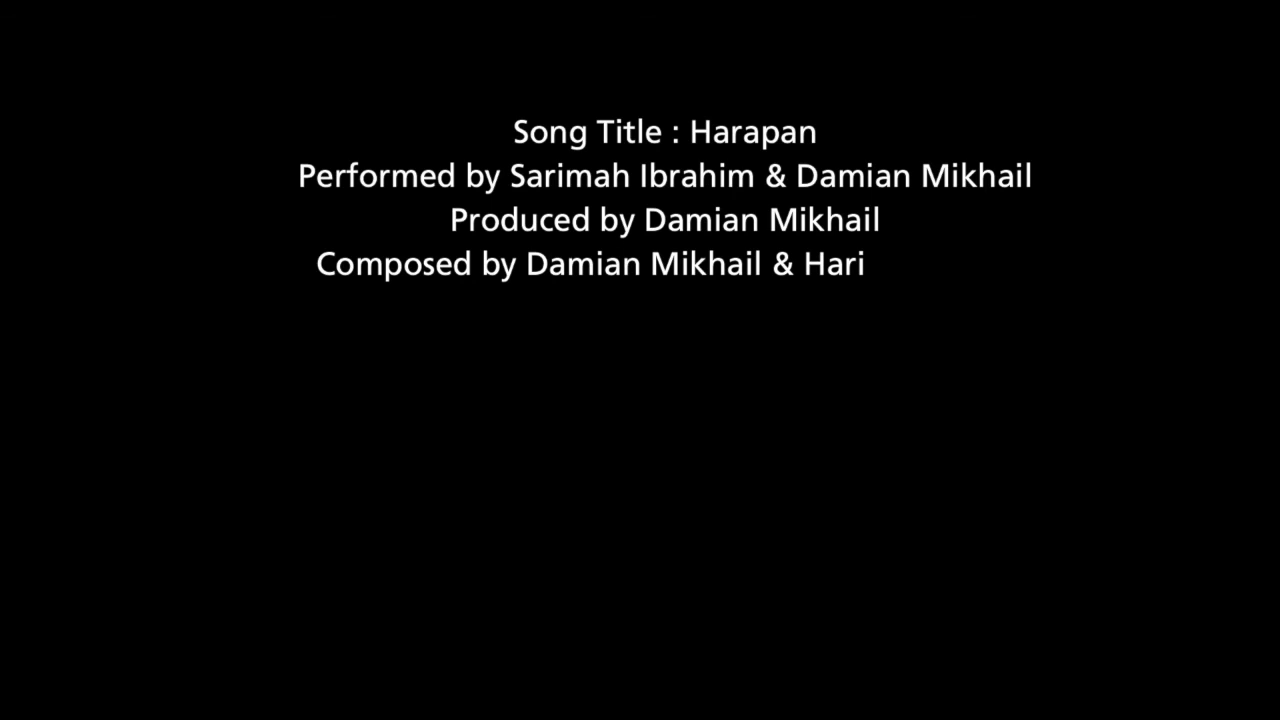 Song Title : Harapan
Performed by Sarimah Ibrahim & Damian Mikhail
Produced by Damian Mikhail
Composed by Damian Mikhail & Hari